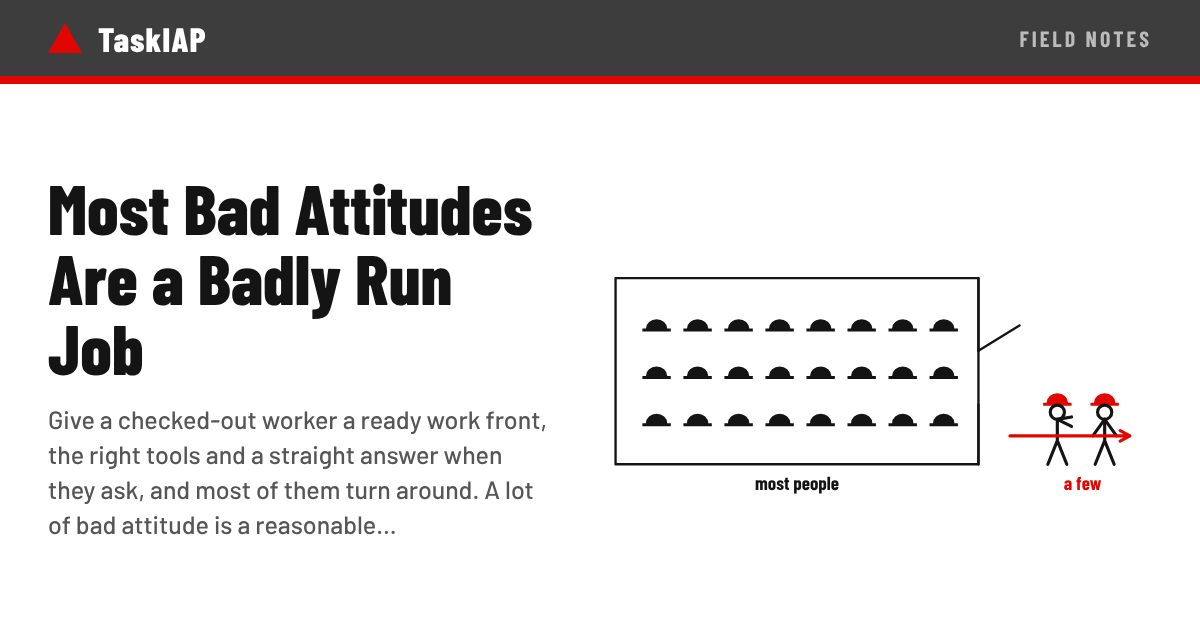 TaskIAP
FIELD NOTES
Most Bad Attitudes
Are a Badly Run
Job
Give a checked-out worker a ready work front,
the right tools and a straight answer when
they ask, and most of them turn around. A lot
of bad attitude is a reasonable...
most people
a few